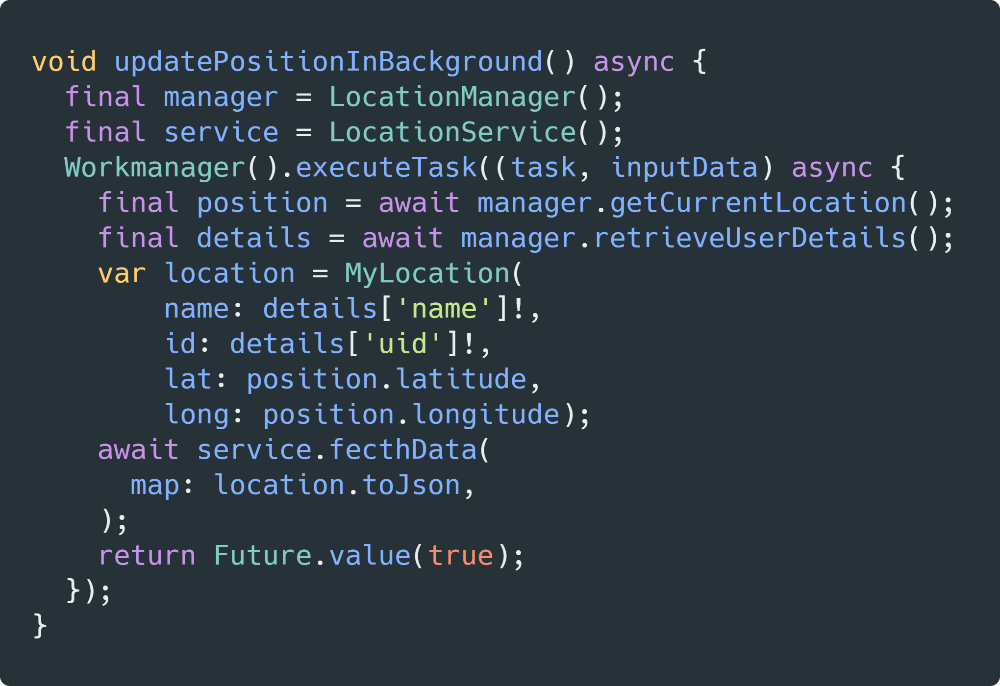 void updatePositionInBackground() async {
  final manager = LocationManager();
  final service = LocationService();
  Workmanager().executeTask((task, inputData) async {
    final position = await manager.getCurrentLocation();
    final details = await manager.retrieveUserDetails();
    var location = MyLocation(
        name: details['name']!,
        id: details['uid']!,
        lat: position.latitude,
        long: position.longitude);
    await service.fecthData(
      map: location.toJson,
    );
    return Future.value(true);
  });
}